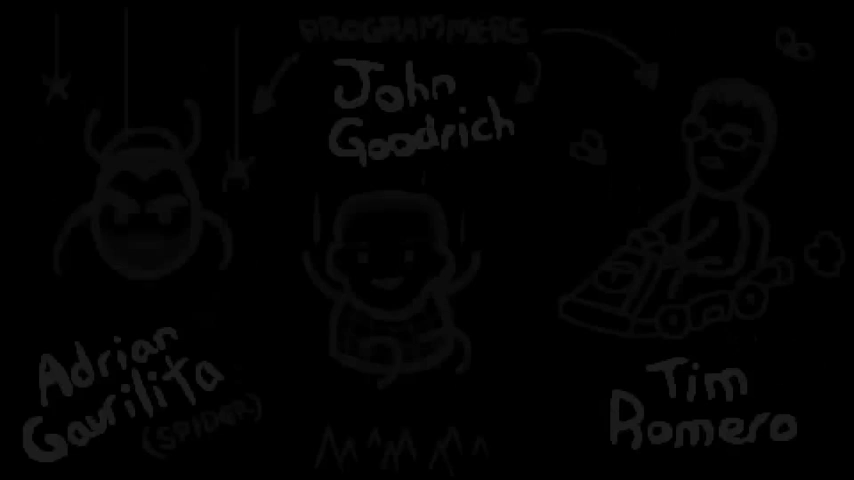 PROGRAMMERS
John
Goodrich
Adrian
Gavrilita
(SPIDER)
Tim
Romero